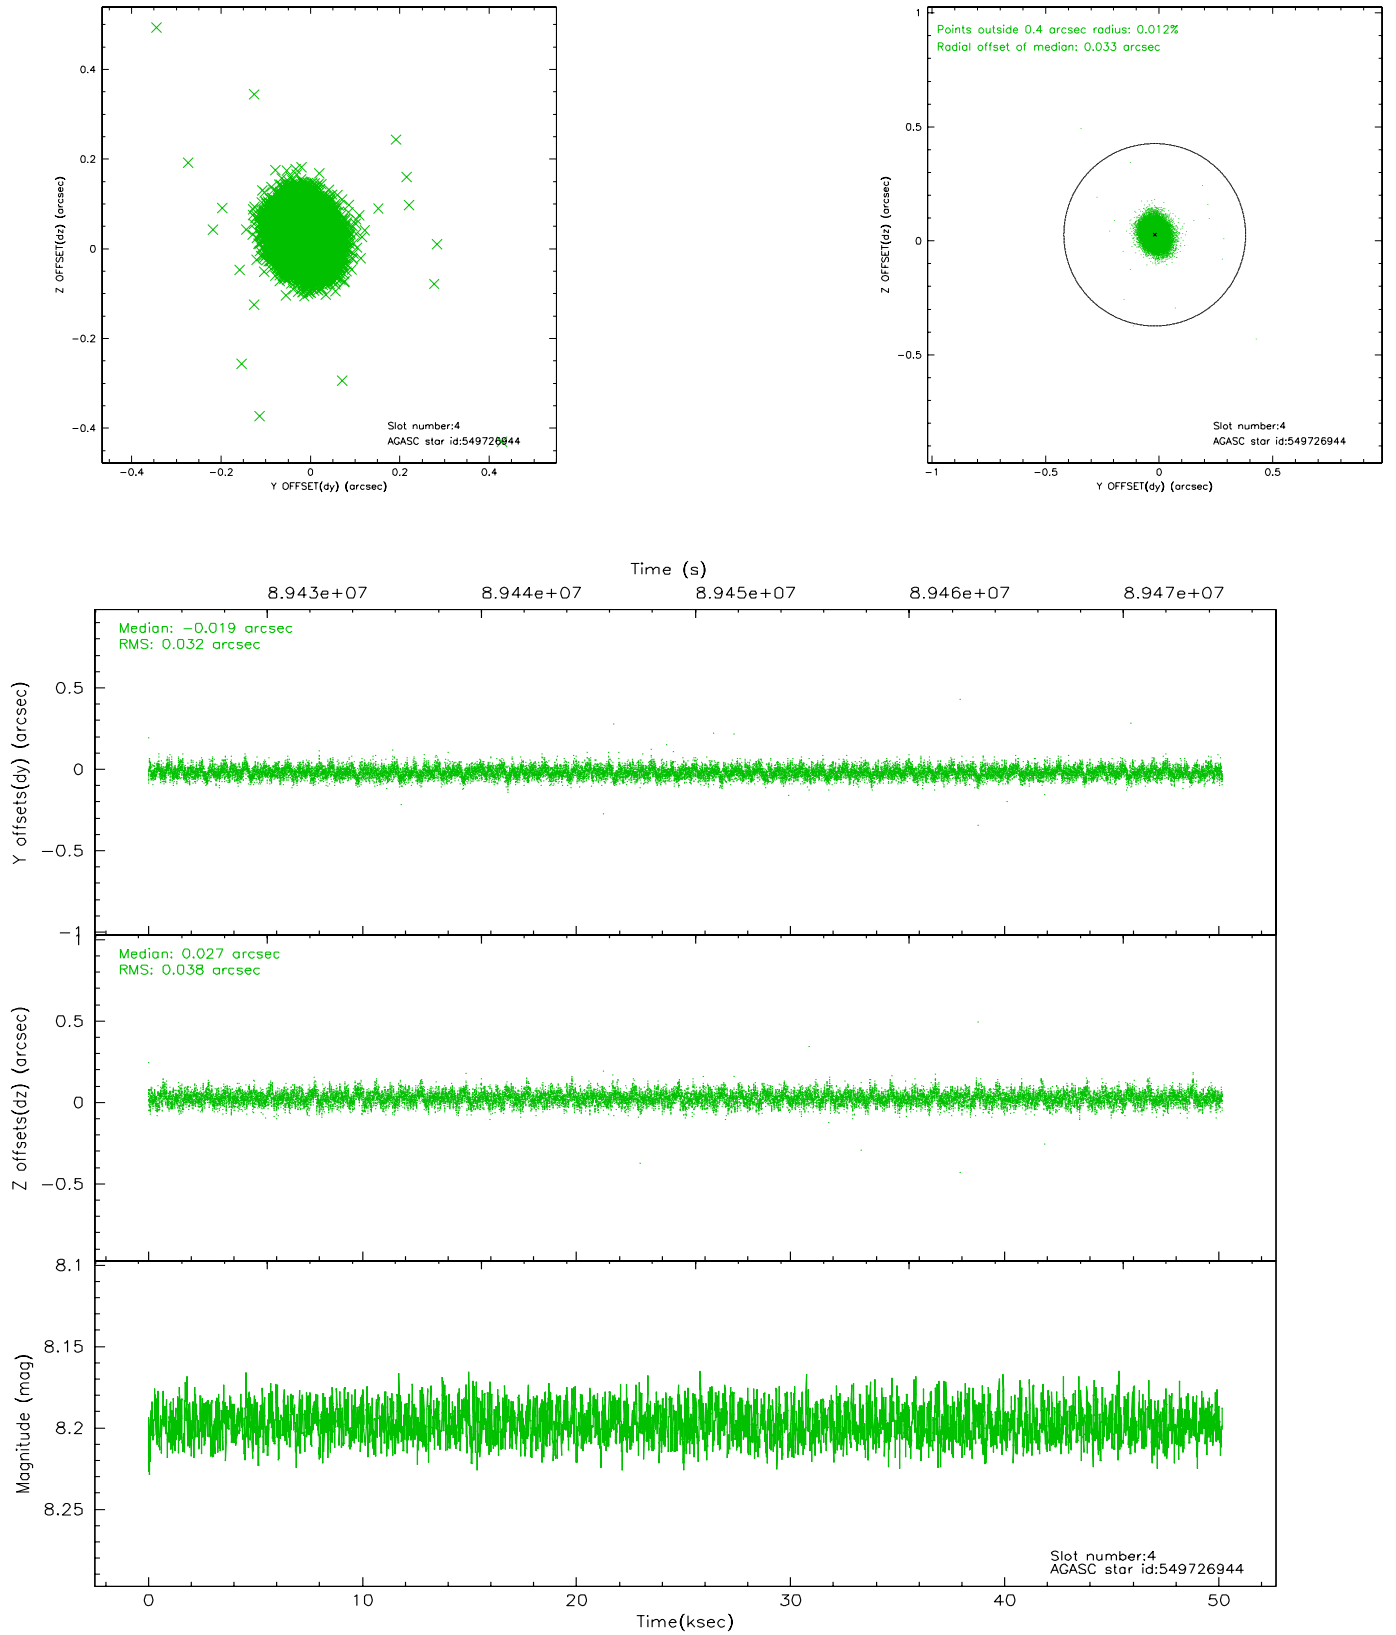 Z OFFSET(dz) (arcsec)
0.4
0.2
0
−0.2
−0.4
−0.4
−0.2
0
0.2
0.4
Y OFFSET(dy) (arcsec)
Slot number:4
AGASC star id:549726944
Points outside 0.4 arcsec radius: 0.012%
Radial offset of median: 0.033 arcsec
Z OFFSET(dz) (arcsec)
1
0.5
0
−0.5
−1
−0.5
0
0.5
Y OFFSET(dy) (arcsec)
Slot number:4
AGASC star id:549726944
Time (s)
8.943e+07
8.944e+07
8.945e+07
8.946e+07
8.947e+07
Median: −0.019 arcsec
RMS: 0.032 arcsec
Y offsets(dy) (arcsec)
0.5
0
−0.5
−1
Median: 0.027 arcsec
RMS: 0.038 arcsec
Z offsets(dz) (arcsec)
1
0.5
0
−0.5
Magnitude (mag)
8.1
8.15
8.2
8.25
Slot number:4
AGASC star id:549726944
0
10
20
30
40
50
Time(ksec)